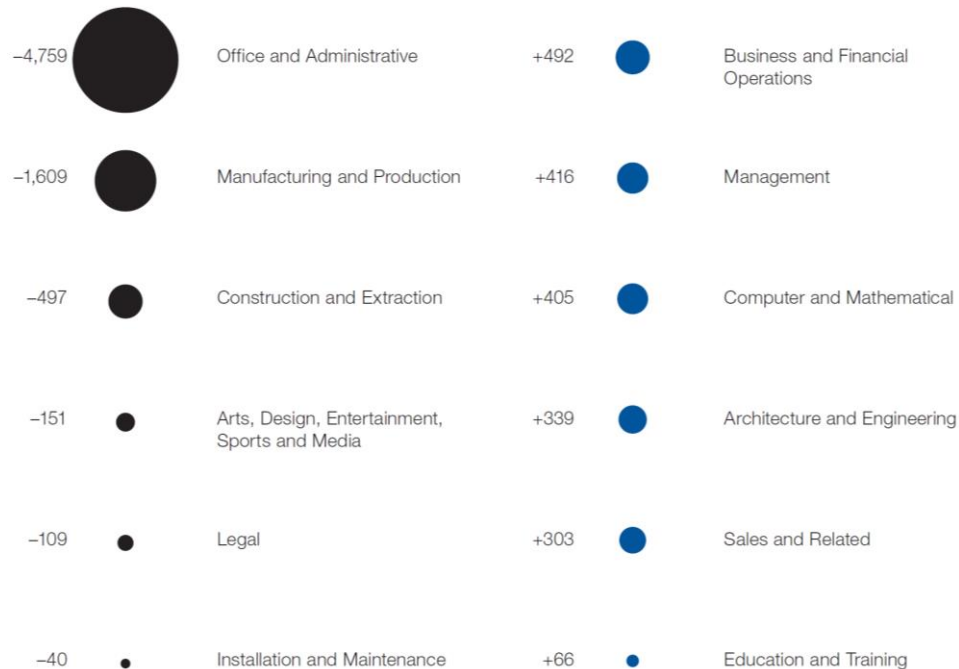 –4,759 Office and Administrative +492 Business and Financial
Operations
–1,609 Manufacturing and Production +416 Management
–497 Construction and Extraction +405 Computer and Mathematical
–151 Arts, Design, Entertainment, +339 Architecture and Engineering
Sports and Media
–109 Legal +303 Sales and Related
–40 Installation and Maintenance +66 Education and Training